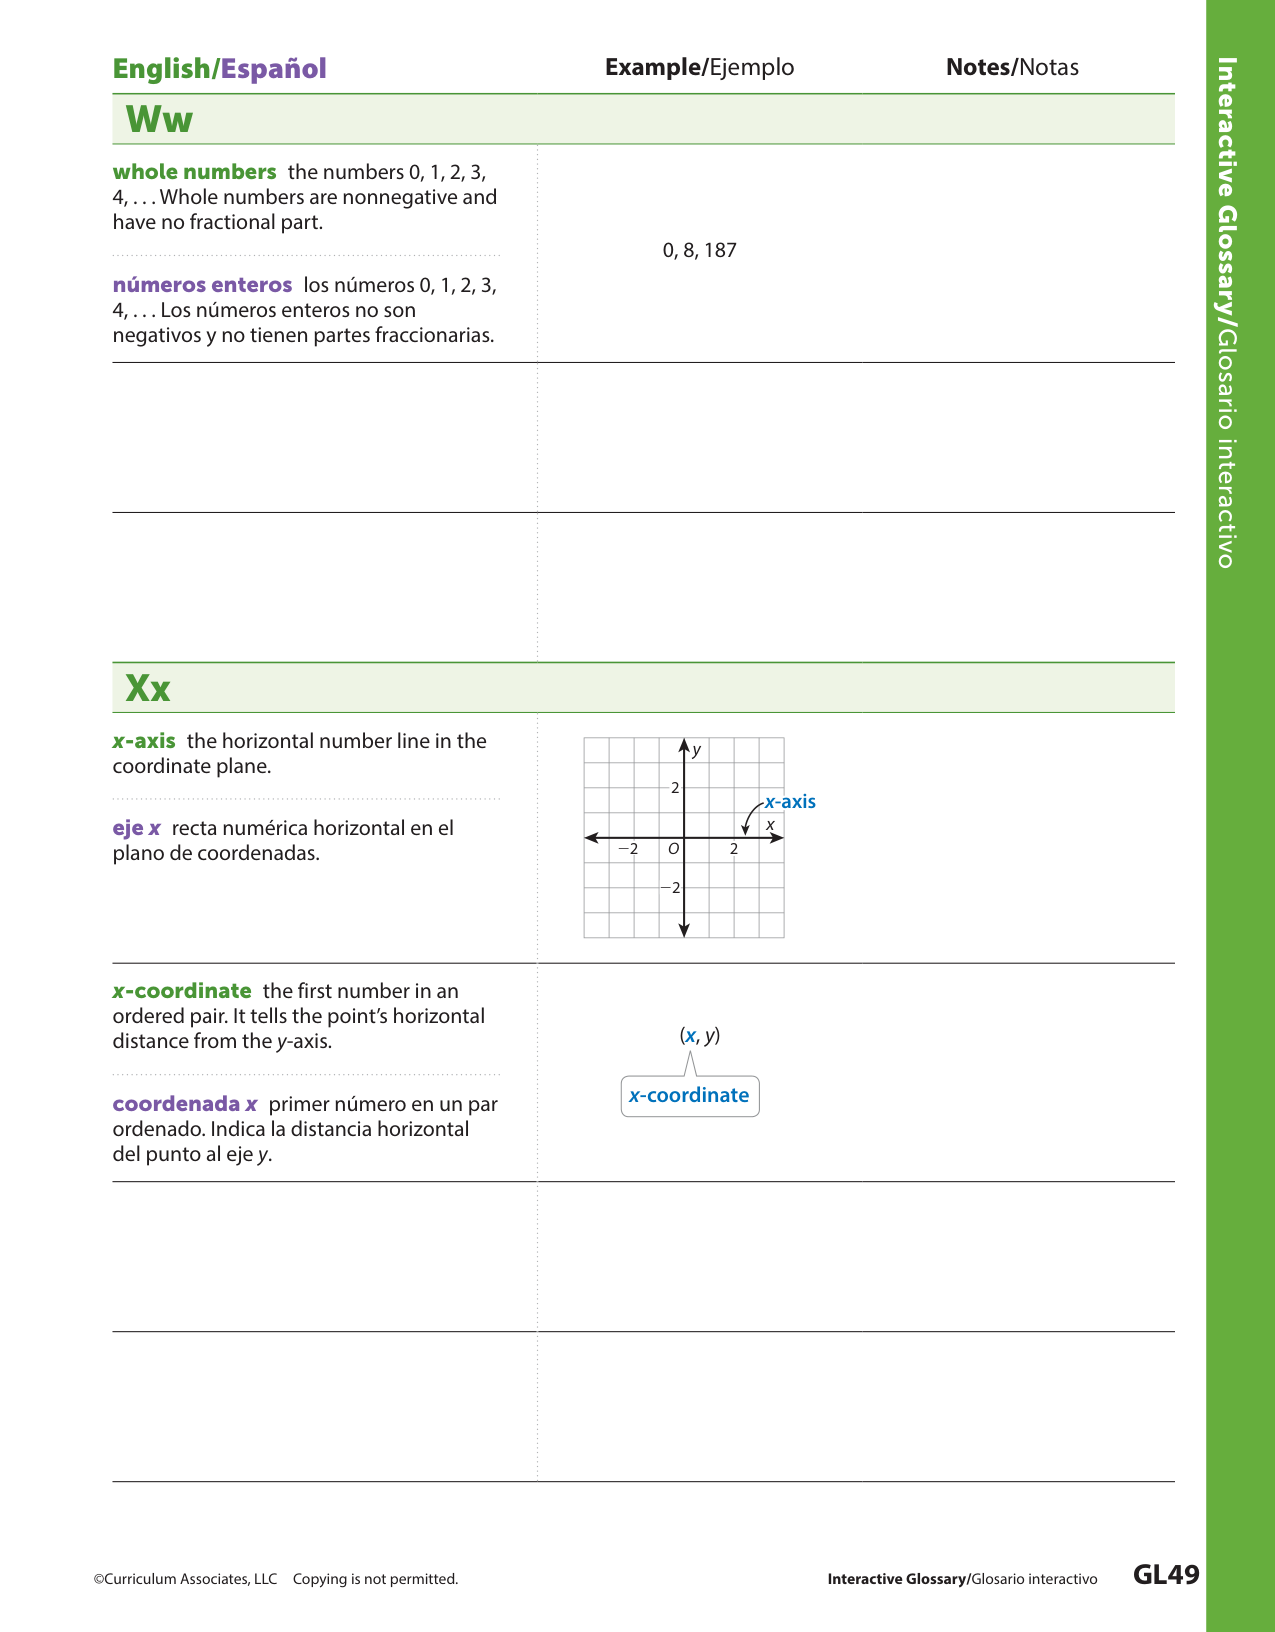 English/Español
Example/Ejemplo
Notes/Notas
Ww
whole numbers the numbers 0, 1, 2, 3,
4, . . . Whole numbers are nonnegative and
have no fractional part.
números enteros los números 0, 1, 2, 3,
4, . . . Los números enteros no son
negativos y no tienen partes fraccionarias.
0, 8, 187
Xx
x-axis the horizontal number line in the
coordinate plane.
eje x recta numérica horizontal en el
plano de coordenadas.
y
2
x-axis
x
−2
O
2
−2
x-coordinate the first number in an
ordered pair. It tells the point’s horizontal
distance from the y-axis.
coordenada x primer número en un par
ordenado. Indica la distancia horizontal
del punto al eje y.
(x, y)
x-coordinate
Interactive Glossary/Glosario interactivo
©Curriculum Associates, LLC Copying is not permitted.
Interactive Glossary/Glosario interactivo
GL49